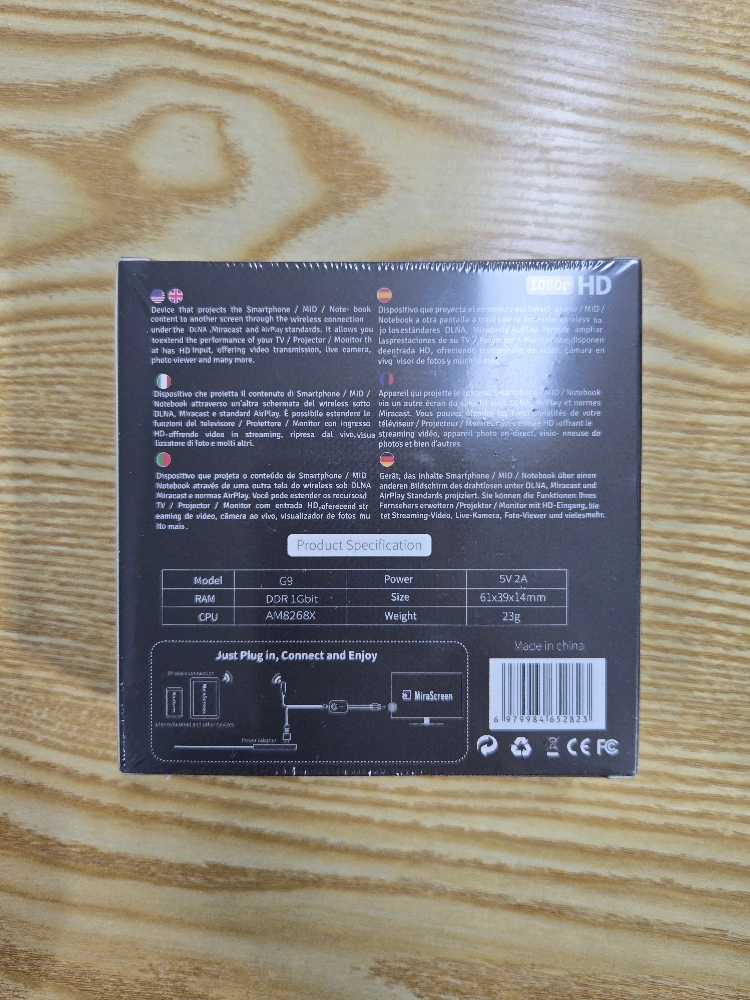 1080p HD
Device that projects the Smartphone / MID / Note- book
content to another screen through the wireless connection
under the DLNA ,Miracast and AirPlay standards. It allows you
toextend the performance of your TV / Projector / Monitor th
at has HD Input, offering video transmission, live camera,
photo viewer and many more.
Dispositivo que proyecta el contenido del Smart- phone / MID /
Notebook a otra pantalla a través de la conexión wireless ba
jo los estándares DLNA, Miracast y AirPlay. Permite ampliar
lasprestaciones de su TV / Projector / Monitor que disponen
deentrada HD, ofreciendo transmisión de video, cámara en
vivo, visor de fotos y muchos mas.
Dispositivo che proietta il contenuto di Smartphone / MID /
Notebook attraverso un'altra schermata del wireless sotto
DLNA, Miracast e standard AirPlay. È possibile estendere le
funzioni del televisore / Proiettore / Monitor con ingresso
HD.offrendo video in streaming, ripresa dal vivo,visua
lizzatore di foto e molti altri.
Appareil qui projette le contenu Smartphone / MID / Notebook
via un autre écran du sans fil sous DLNA, AirPlay et normes
Miracast. Vous pouvez étendre les fonctionnalités de votre
téléviseur / Projecteur / Moniteur avec entrée HD ,offrant le
streaming vidéo, appareil photo en direct, visio- nneuse de
photos et bien d'autres.
Dispositivo que projeta o conteúdo de Smartphone / MID
Notebook através de uma outra tela do wireless sob DLNA
Miracast e normas AirPlay. Você pode estender os recursosd
TV / Projector / Monitor com entrada HD,oferecend str
eaming de video, câmera ao vivo, visualizador de fotos mu
ito mais.
Gerät, das Inhalte Smartphone / MID / Notebook über einen
anderen Bildschirm des drahtlosen unter DLNA, Miracast und
AirPlay Standards projiziert. Sie können die Funktionen Ihres
Fernsehers erweitern /Projektor / Monitor mit HD-Eingang, bie
tet Streaming-Video, Live-Kamera, Foto-Viewer und vielesmehr.
Product Specification
Model G9 Power 5V 2A
RAM DDR 1Gbit Size 61x39x14mm
CPU AM8268X Weight 23g
Just Plug in, Connect and Enjoy
Wireless connection
MiraScreen
MiraScreen
MiraScreen
iphone/Android and other devices
Power Adapter
Made in china
6 979984 652823
CE FC